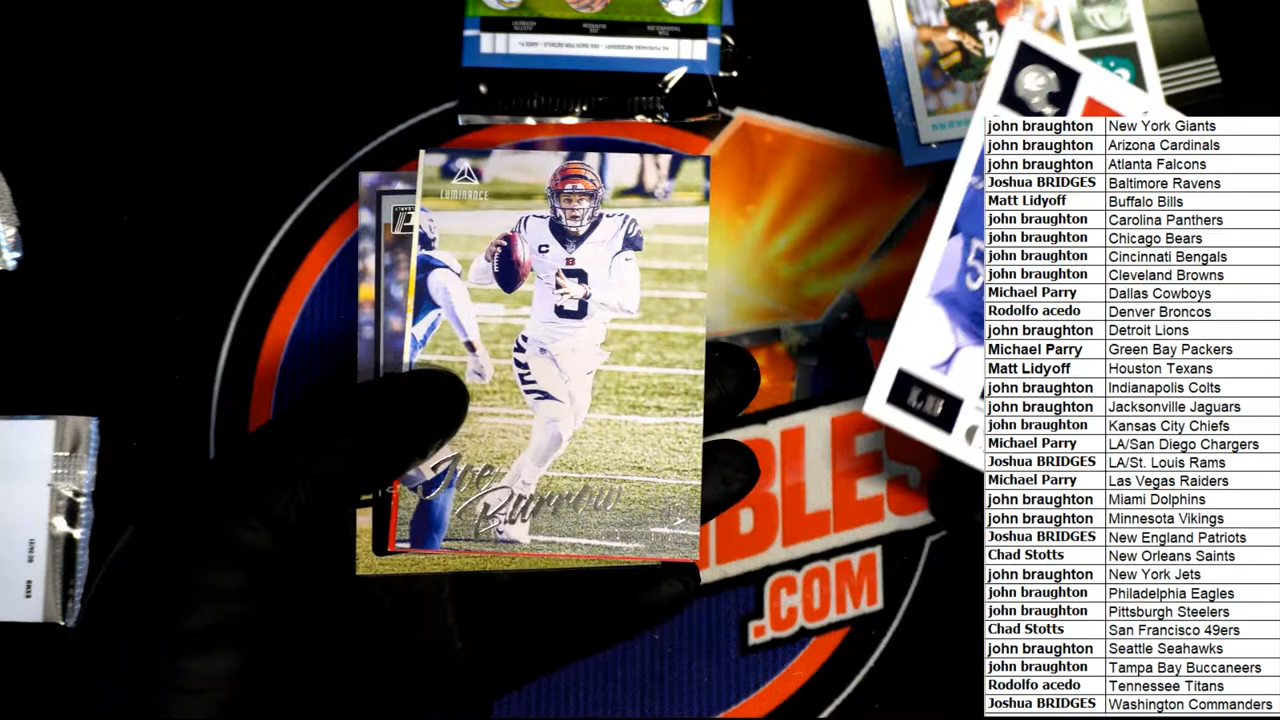 LUMINANCE
C
B
9
Joe
Burrow
BLES
.COM
john braughton New York Giants
john braughton Arizona Cardinals
john braughton Atlanta Falcons
Joshua BRIDGES Baltimore Ravens
Matt Lidyoff Buffalo Bills
john braughton Carolina Panthers
john braughton Chicago Bears
john braughton Cincinnati Bengals
john braughton Cleveland Browns
Michael Parry Dallas Cowboys
Rodolfo acedo Denver Broncos
john braughton Detroit Lions
Michael Parry Green Bay Packers
Matt Lidyoff Houston Texans
john braughton Indianapolis Colts
john braughton Jacksonville Jaguars
john braughton Kansas City Chiefs
Michael Parry LA/San Diego Chargers
Joshua BRIDGES LA/St. Louis Rams
Michael Parry Las Vegas Raiders
john braughton Miami Dolphins
john braughton Minnesota Vikings
Joshua BRIDGES New England Patriots
Chad Stotts New Orleans Saints
john braughton New York Jets
john braughton Philadelphia Eagles
john braughton Pittsburgh Steelers
Chad Stotts San Francisco 49ers
john braughton Seattle Seahawks
john braughton Tampa Bay Buccaneers
Rodolfo acedo Tennessee Titans
Joshua BRIDGES Washington Commanders